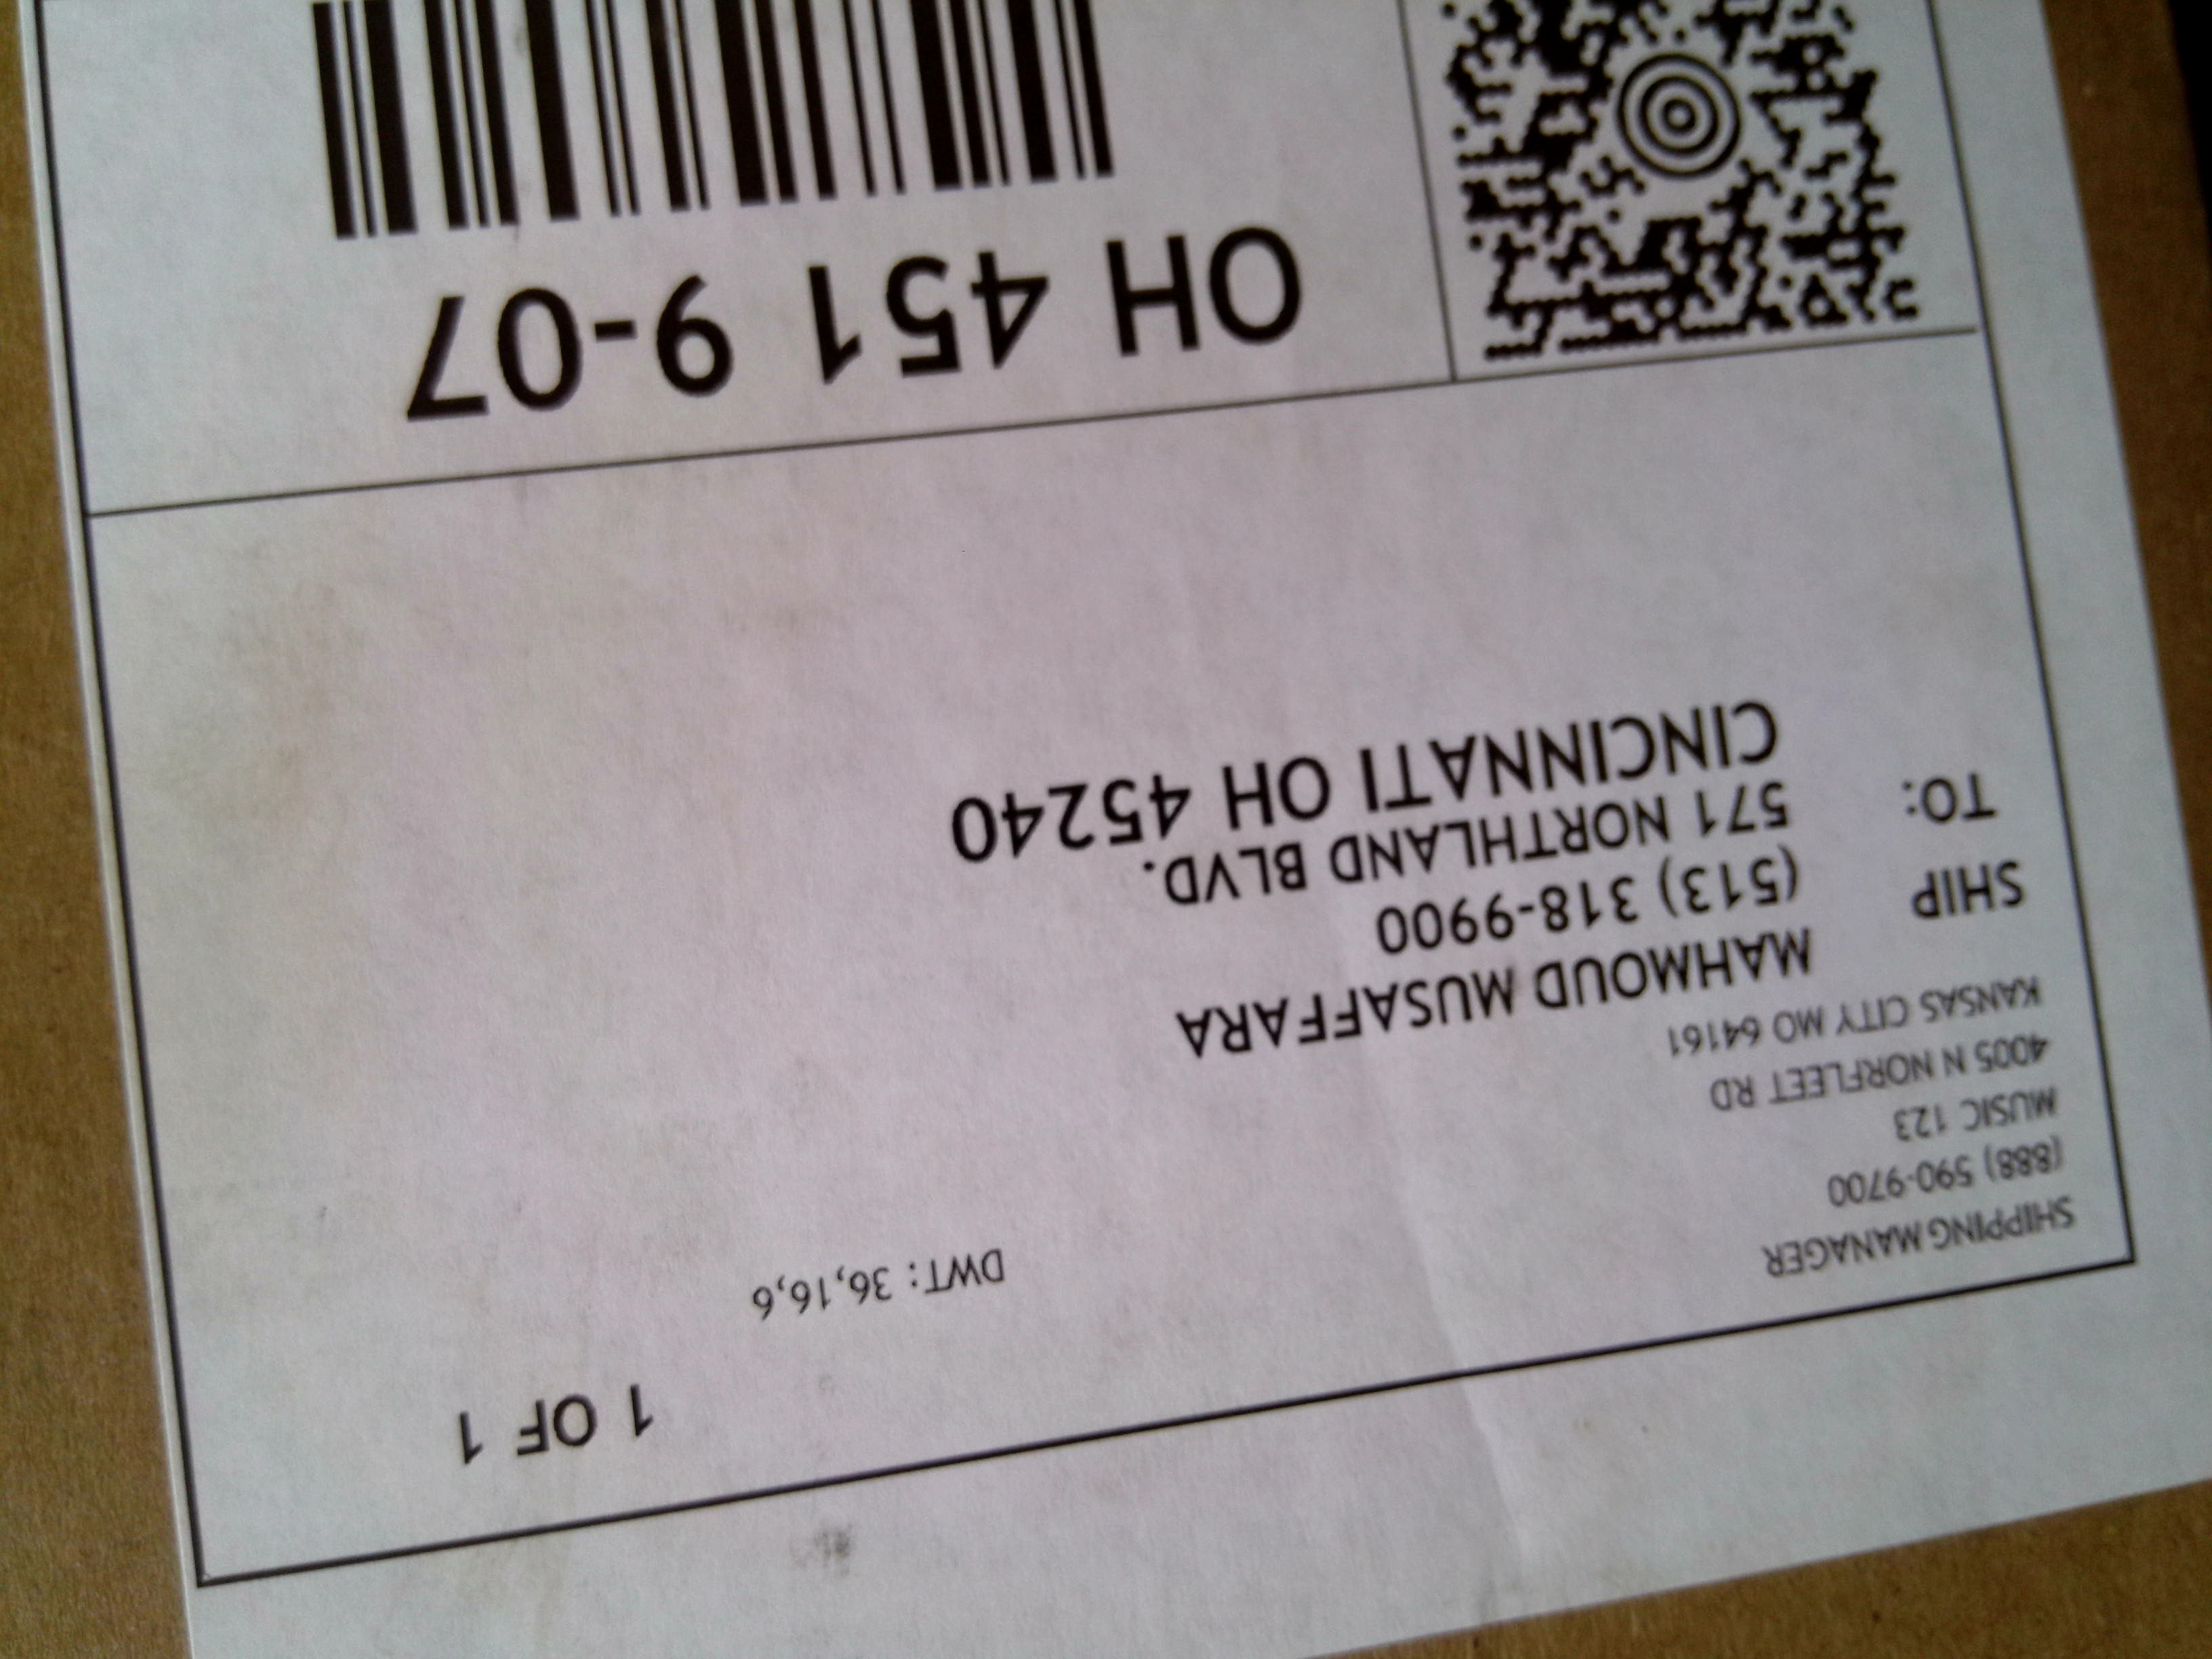 1 OF 1
DWT: 36,16,6
SHIPPING MANAGER
(888) 590-9700
MUSIC 123
4005 N NORFLEET RD
KANSAS CITY MO 64161
SHIP
TO:
MAHMOUD MUSAFFARA
(513) 318-9900
571 NORTHLAND BLVD.
CINCINNATI OH 45240
OH 451 9-07